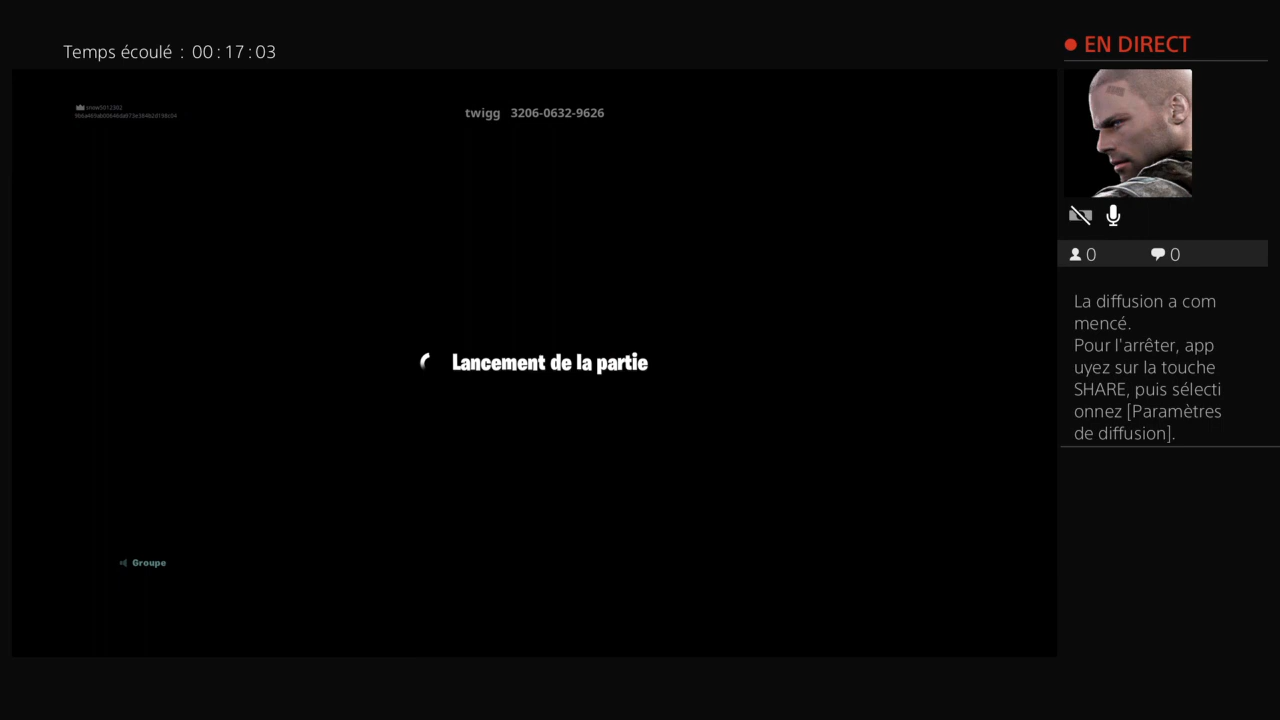 Temps écoulé : 00:17:03
EN DIRECT
snow5012302
twigg 3206-0632-9626
0 0
La diffusion a com
mencé.
Pour l'arrêter, app
uyez sur la touche
SHARE, puis sélecti
onnez [Paramètres
de diffusion].
Lancement de la partie
Groupe